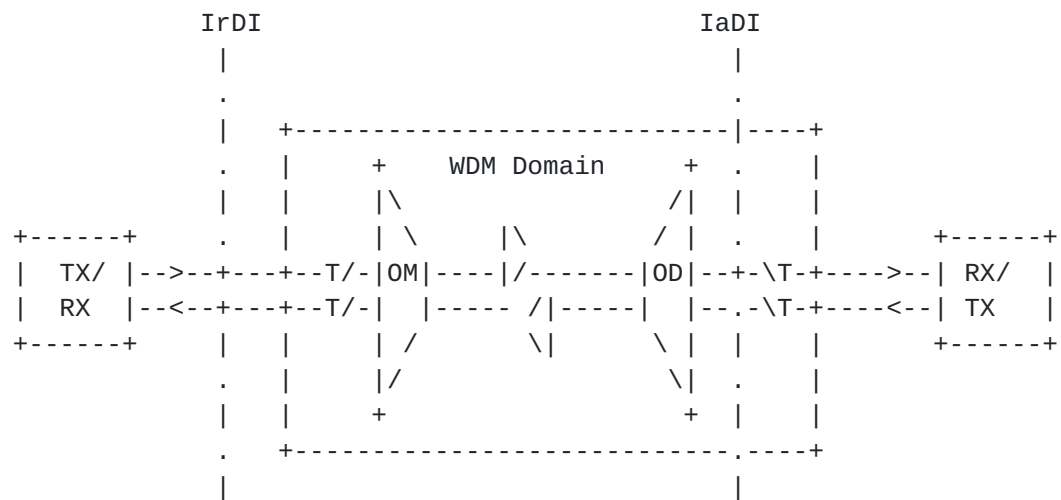 IrDI IaDI
WDM Domain
TX/ T/ OM OD \T RX/
RX T/ \T TX